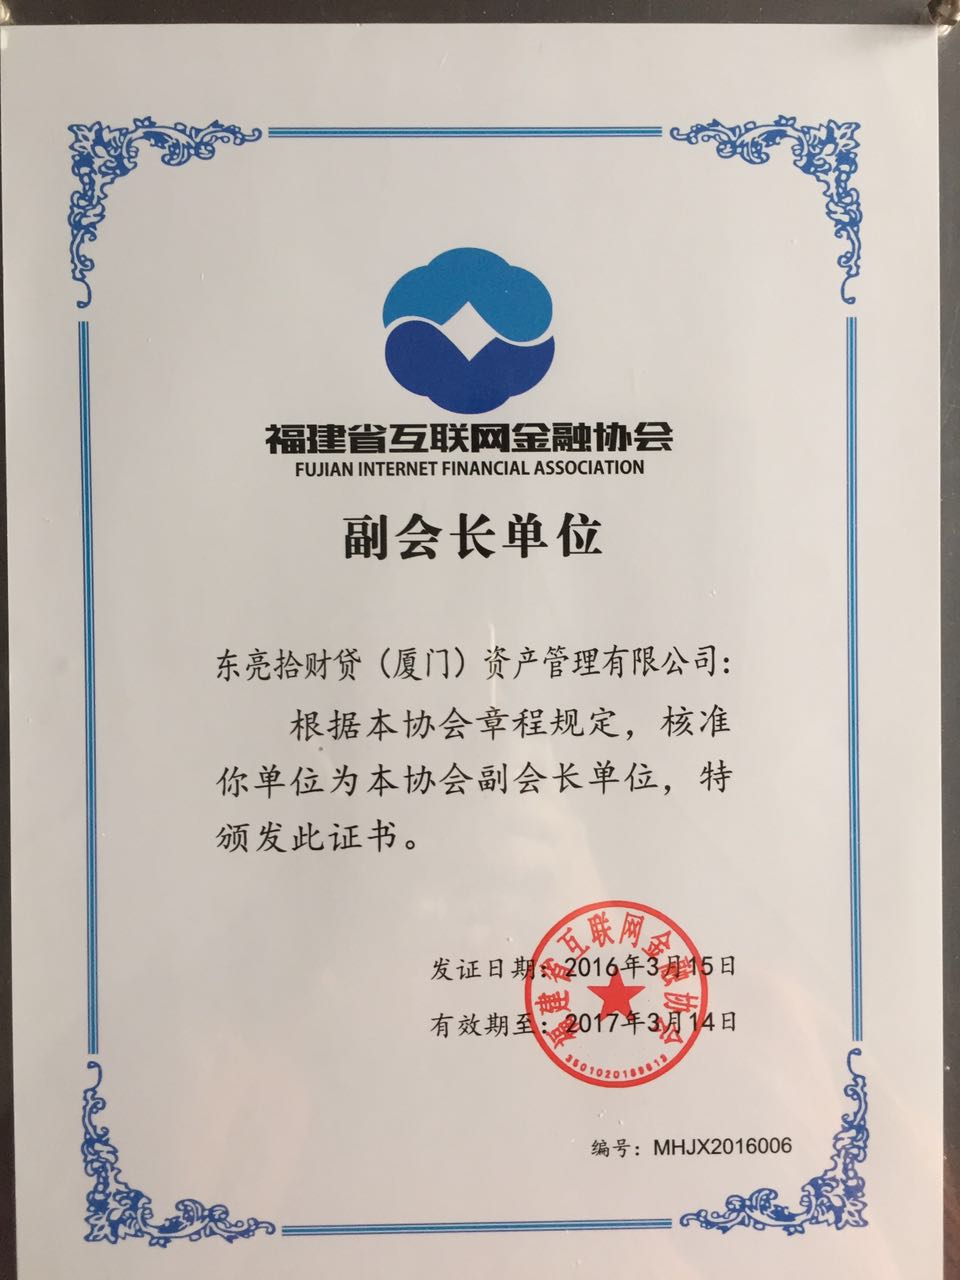 福建省互联网金融协会
FUJIAN INTERNET FINANCIAL ASSOCIATION
副会长单位
东亮拾财贷（厦门）资产管理有限公司：
根据本协会章程规定，核准
你单位为本协会副会长单位，特
颁发此证书。
发证日期：2016年3月15日
有效期至：2017年3月14日
福建省互联网金融协会
编号：MHJX2016006